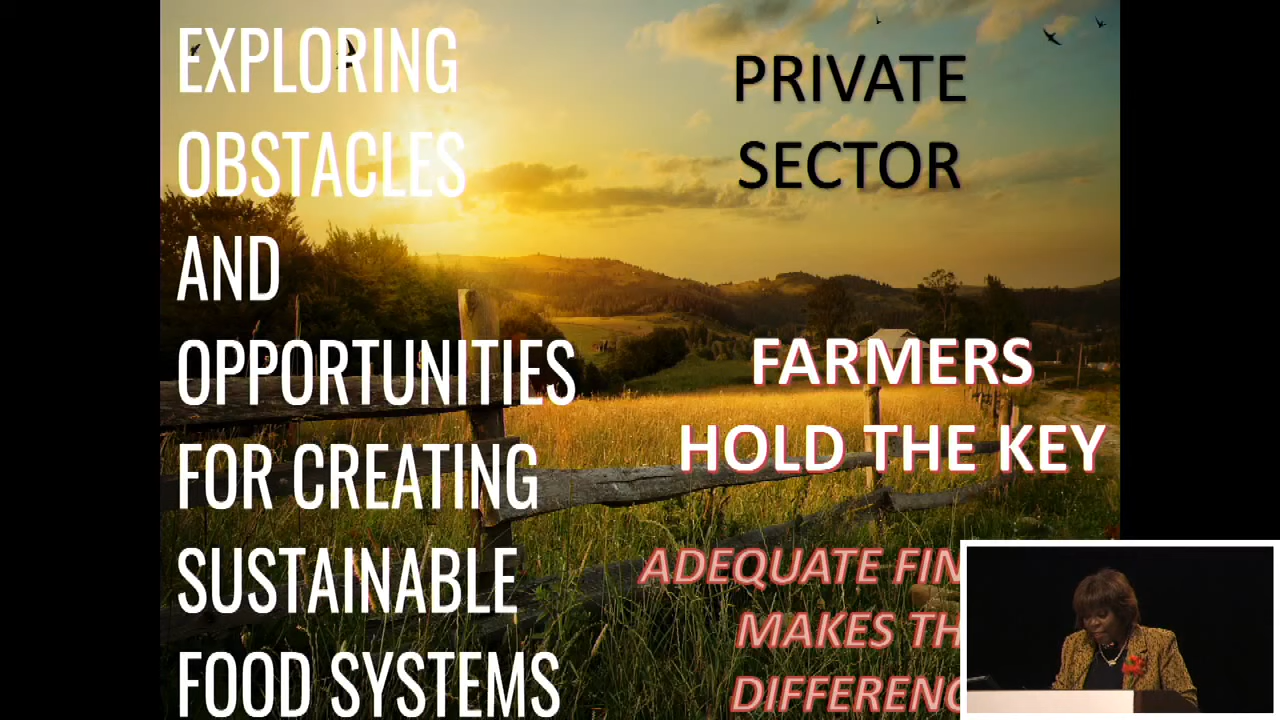 EXPLORING
OBSTACLES
AND
OPPORTUNITIES
FOR CREATING
SUSTAINABLE
FOOD SYSTEMS
PRIVATE
SECTOR
FARMERS
HOLD THE KEY
ADEQUATE
MAKES